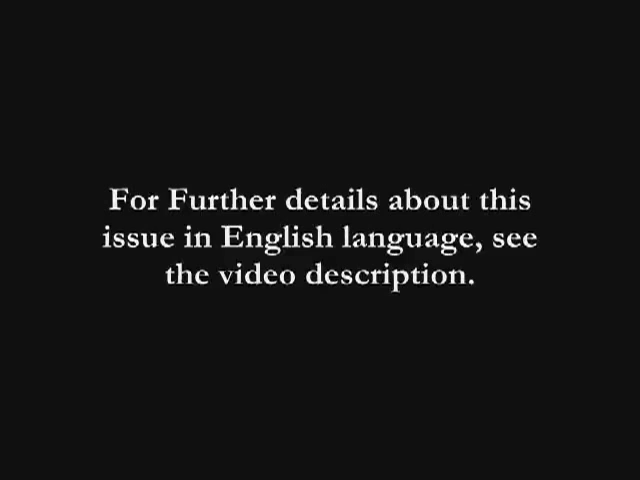 For Further details about this
issue in English language, see
the video description.